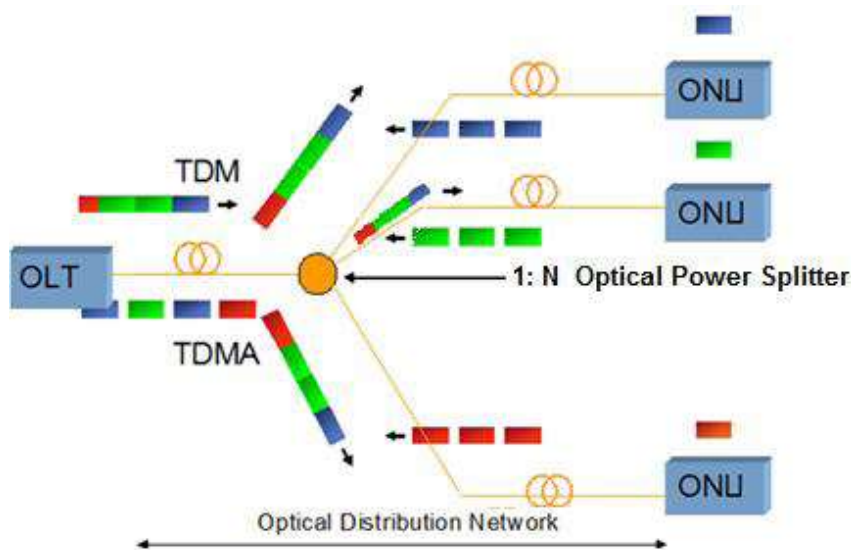 ONU
TDM
ONU
OLT
1: N Optical Power Splitter
TDMA
ONU
Optical Distribution Network